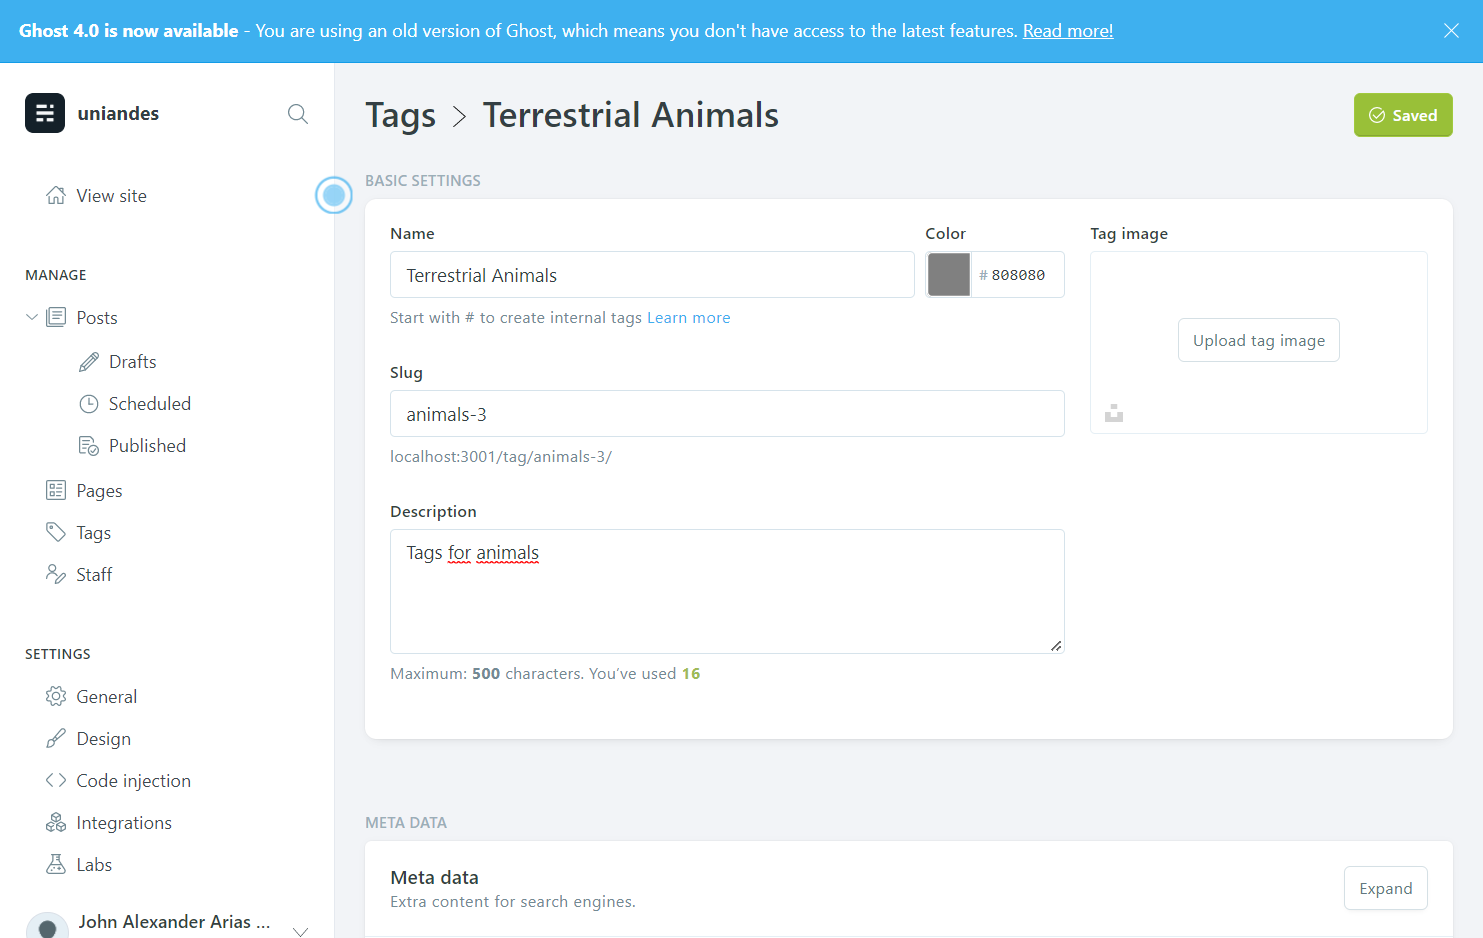 Ghost 4.0 is now available - You are using an old version of Ghost, which means you don't have access to the latest features. Read more!
uniandes
View site
MANAGE
Posts
Drafts
Scheduled
Published
Pages
Tags
Staff
SETTINGS
General
Design
Code injection
Integrations
Labs
John Alexander Arias ...
Tags > Terrestrial Animals
Saved
BASIC SETTINGS
Name
Terrestrial Animals
Start with # to create internal tags Learn more
Color
# 808080
Slug
animals-3
localhost:3001/tag/animals-3/
Description
Tags for animals
Maximum: 500 characters. You’ve used 16
Tag image
Upload tag image
META DATA
Meta data
Extra content for search engines.
Expand